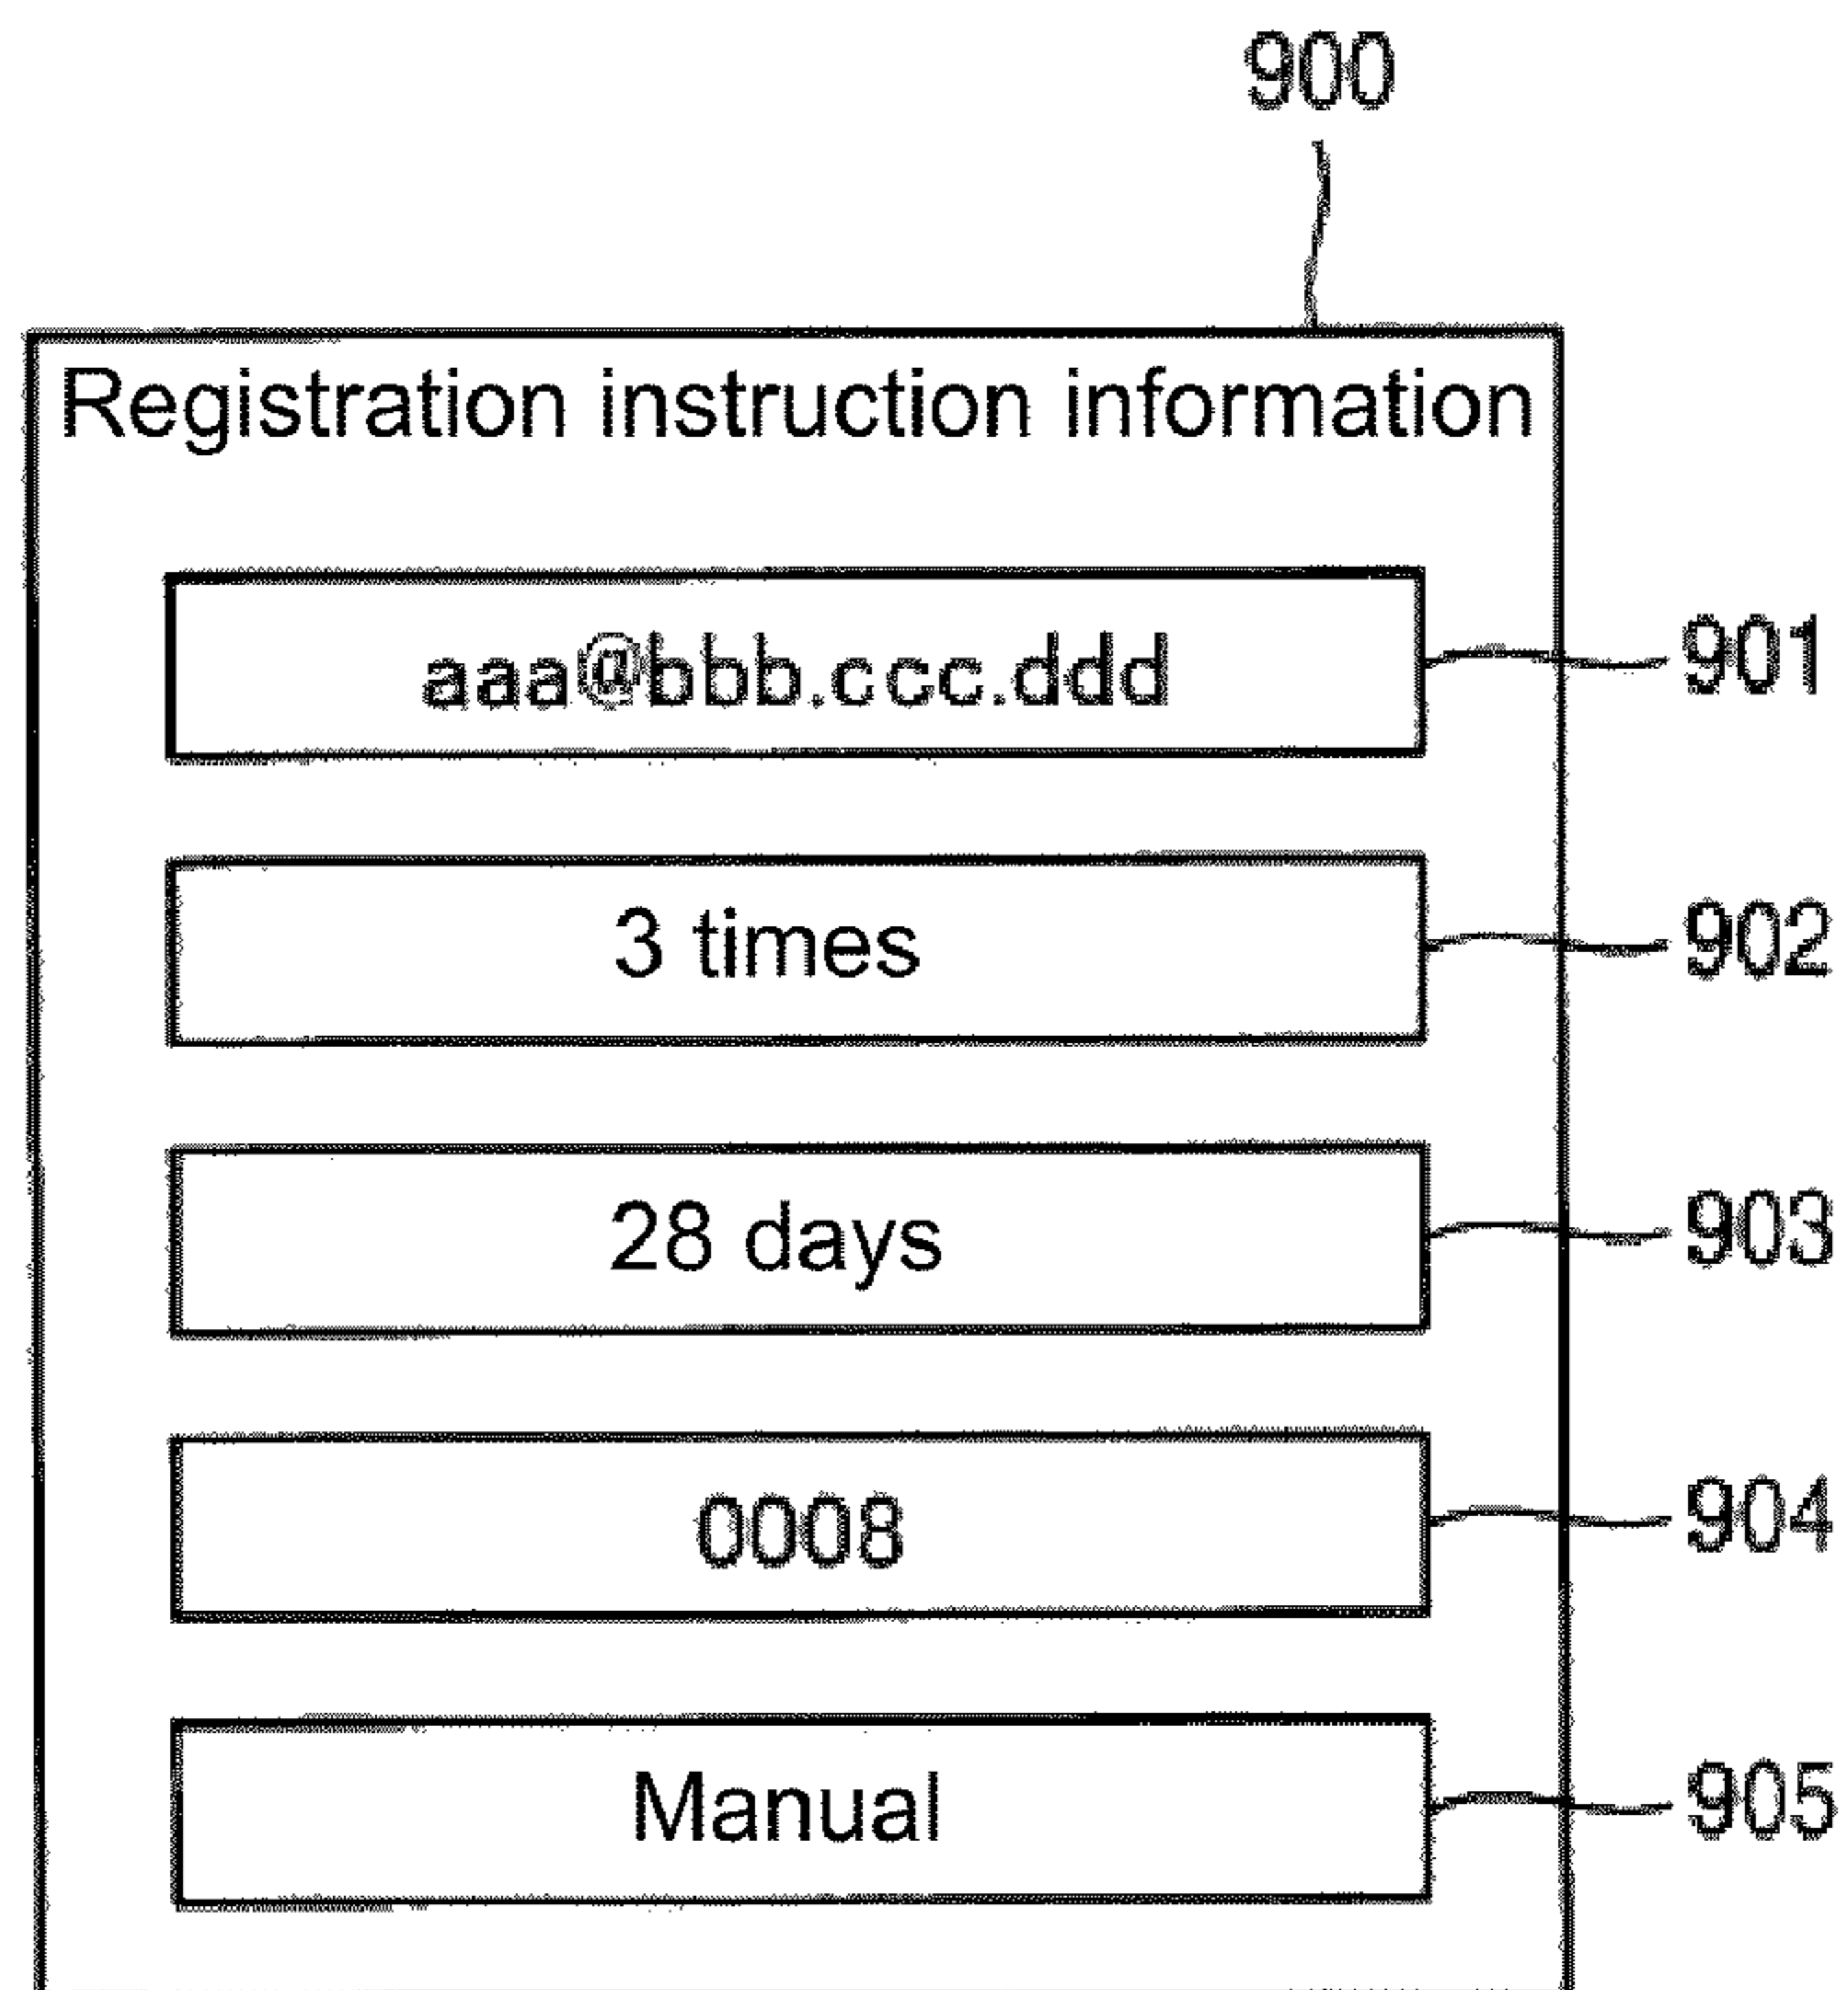 900
Registration instruction information
aaa@bbb.ccc.ddd 901
3 times 902
28 days 903
0008 904
Manual 905